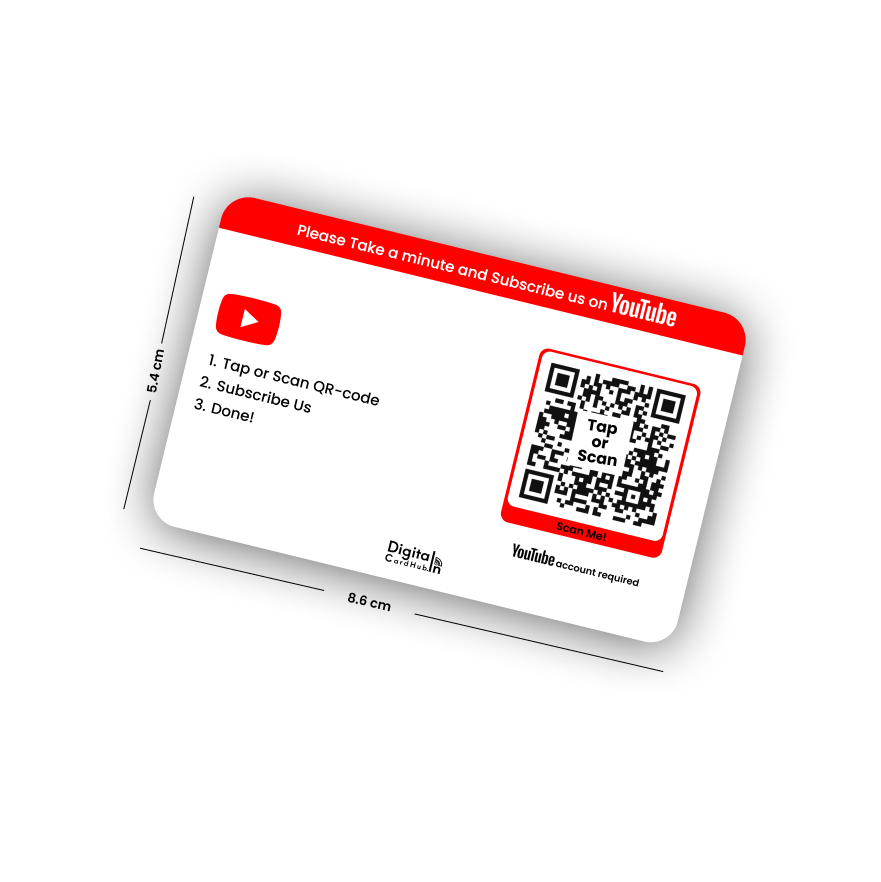 Please Take a minute and Subscribe us on YouTube
1. Tap or Scan QR-code
2. Subscribe Us
3. Done!
Tap
or
Scan
Scan Me!
YouTube account required
Digital
CardHub.in
5.4 cm
8.6 cm